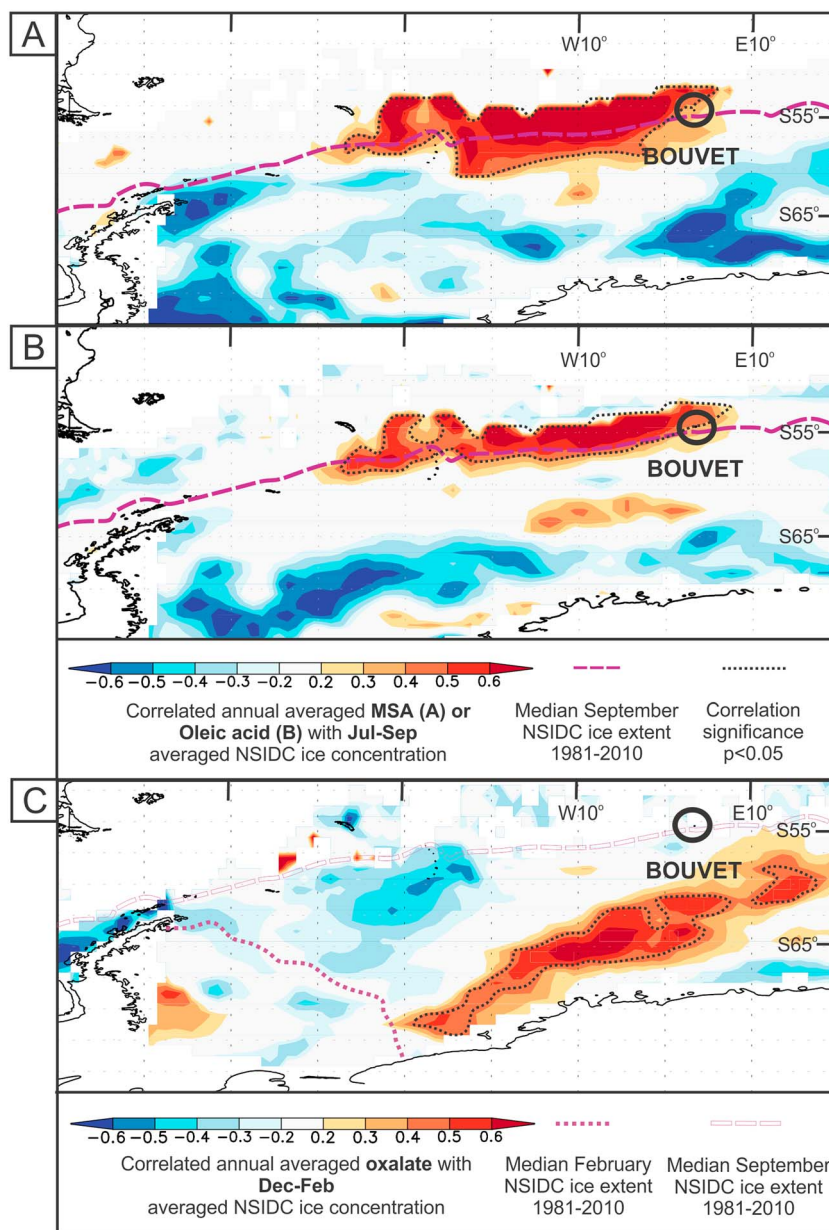 A
W10°
E10°
S55°
BOUVET
S65°
B
W10°
E10°
S55°
BOUVET
S65°
−0.6 −0.5 −0.4 −0.3 −0.2 0.2 0.3 0.4 0.5 0.6
Correlated annual averaged MSA (A) or
Oleic acid (B) with Jul-Sep
averaged NSIDC ice concentration
Median September
NSIDC ice extent
1981-2010
Correlation
significance
p<0.05
C
W10°
E10°
S55°
BOUVET
S65°
−0.6 −0.5 −0.4 −0.3 −0.2 0.2 0.3 0.4 0.5 0.6
Correlated annual averaged oxalate with
Dec-Feb
averaged NSIDC ice concentration
Median February
NSIDC ice extent
1981-2010
Median September
NSIDC ice extent
1981-2010